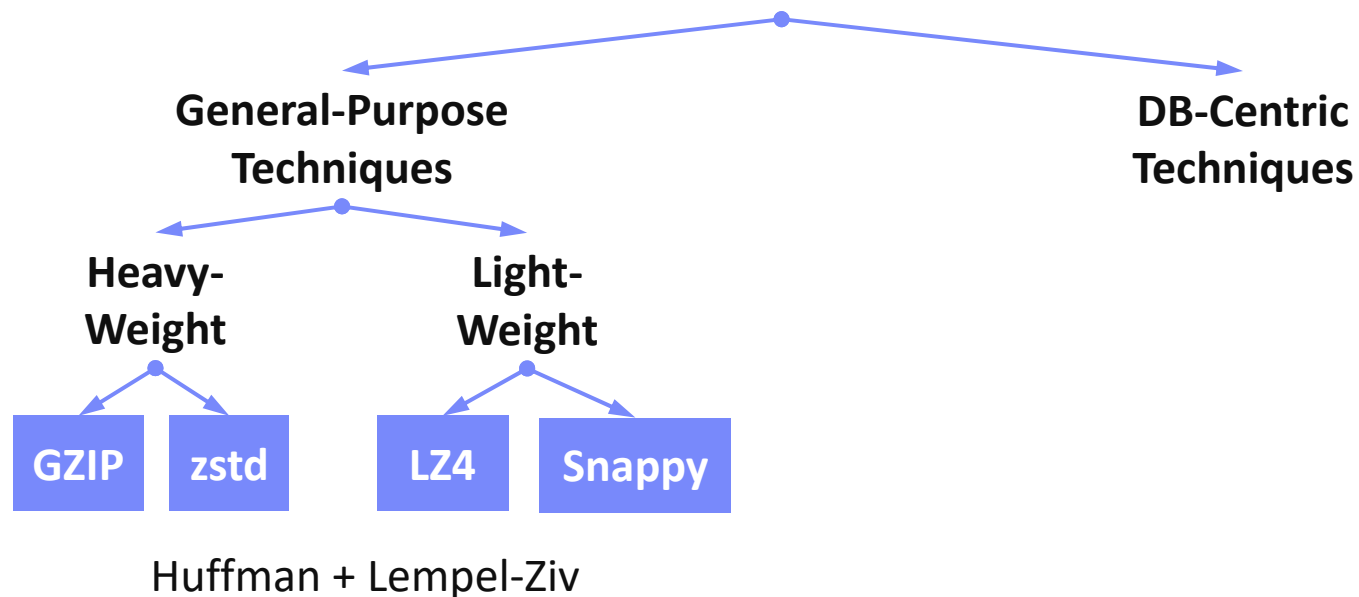 General-Purpose
Techniques
DB-Centric
Techniques
Heavy-
Weight
Light-
Weight
GZIP
zstd
LZ4
Snappy
Huffman + Lempel-Ziv